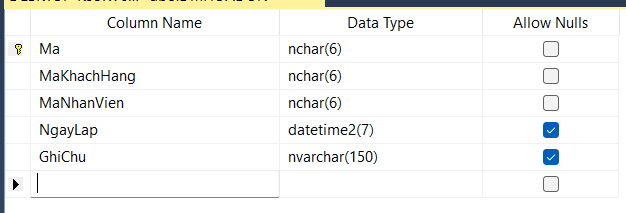 Column Name Data Type Allow Nulls
Ma nchar(6)
MaKhachHang nchar(6)
MaNhanVien nchar(6)
NgayLap datetime2(7)
GhiChu nvarchar(150)